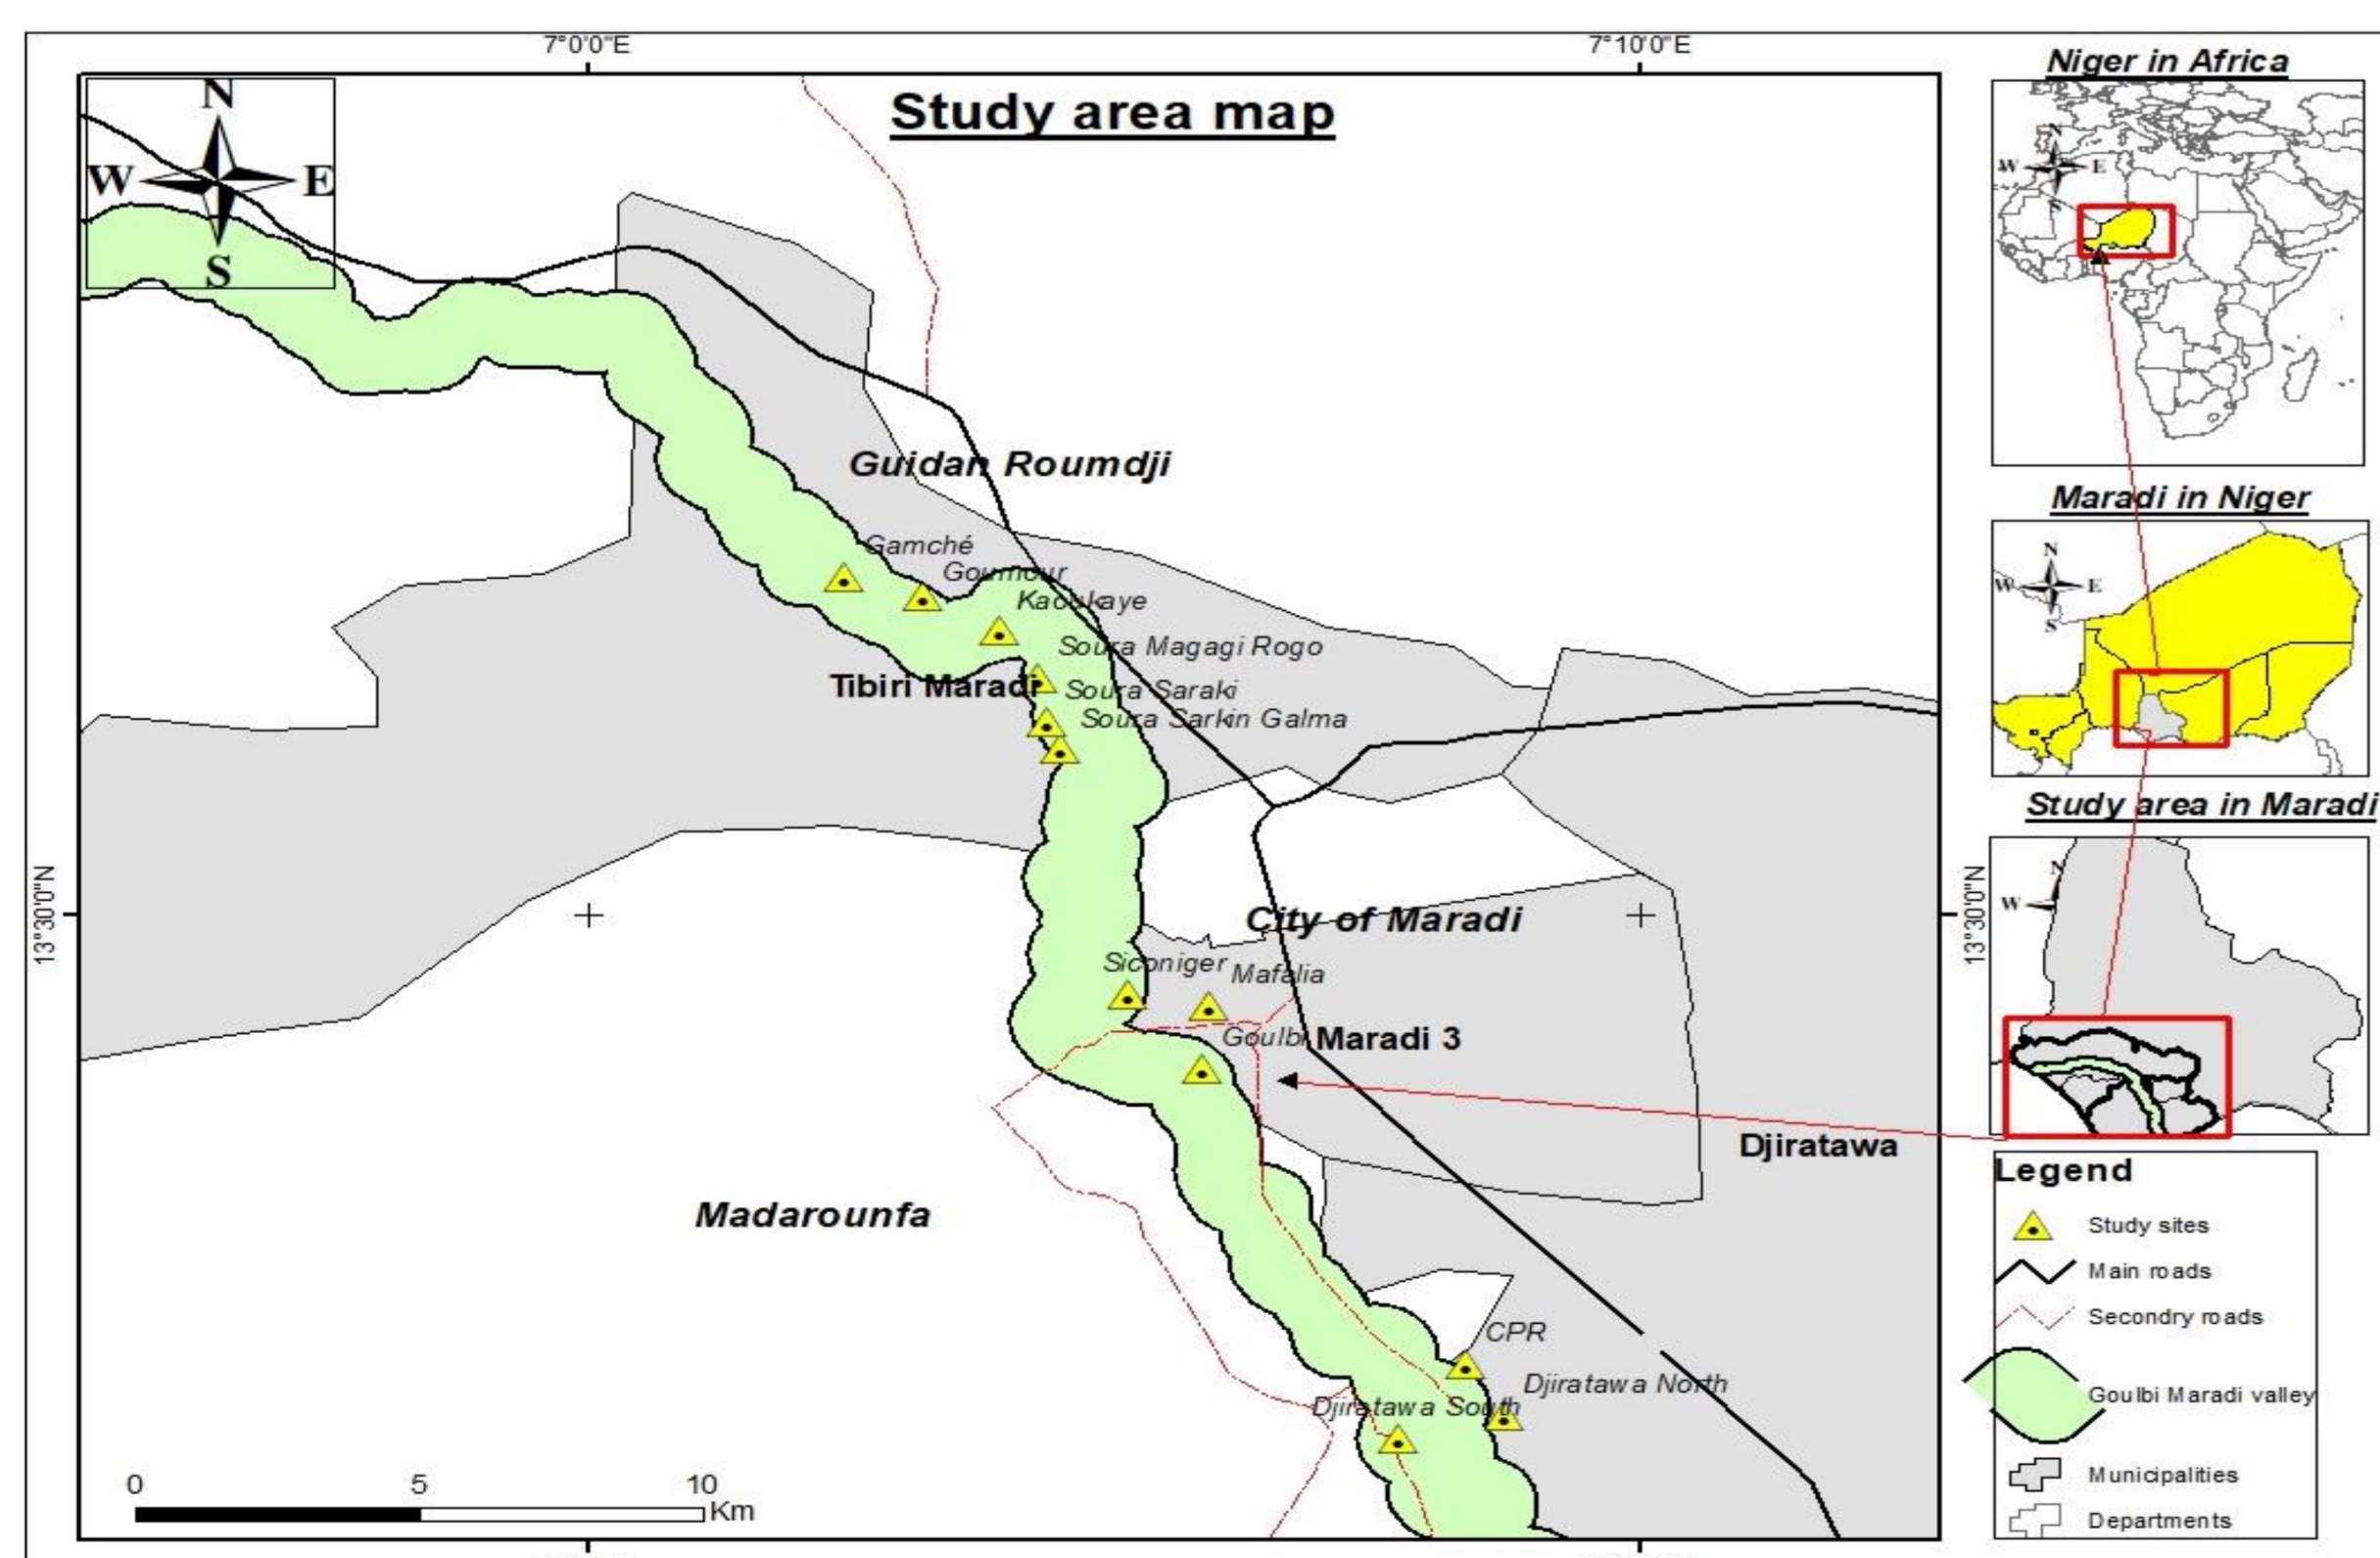 7°0'0"E
7°10'0"E
Study area map
N
W
E
S
Guidan Roumdji
Gamché
Goumour
Kaoukaye
Soura Magagi Rogo
Tibiri Maradi
Soura Saraki
Soura Sarkin Galma
13°30'0"N
13°30'0"N
City of Maradi
Siconiger
Mafalia
Goulbi
Maradi 3
Djiratawa
Madarounfa
CPR
Djiratawa North
Djiratawa South
0
5
10
Km
Niger in Africa
N
W
E
S
Maradi in Niger
N
W
E
S
Study area in Maradi
N
W
Legend
Study sites
Main roads
Secondry roads
Goulbi Maradi valley
Municipalities
Departments